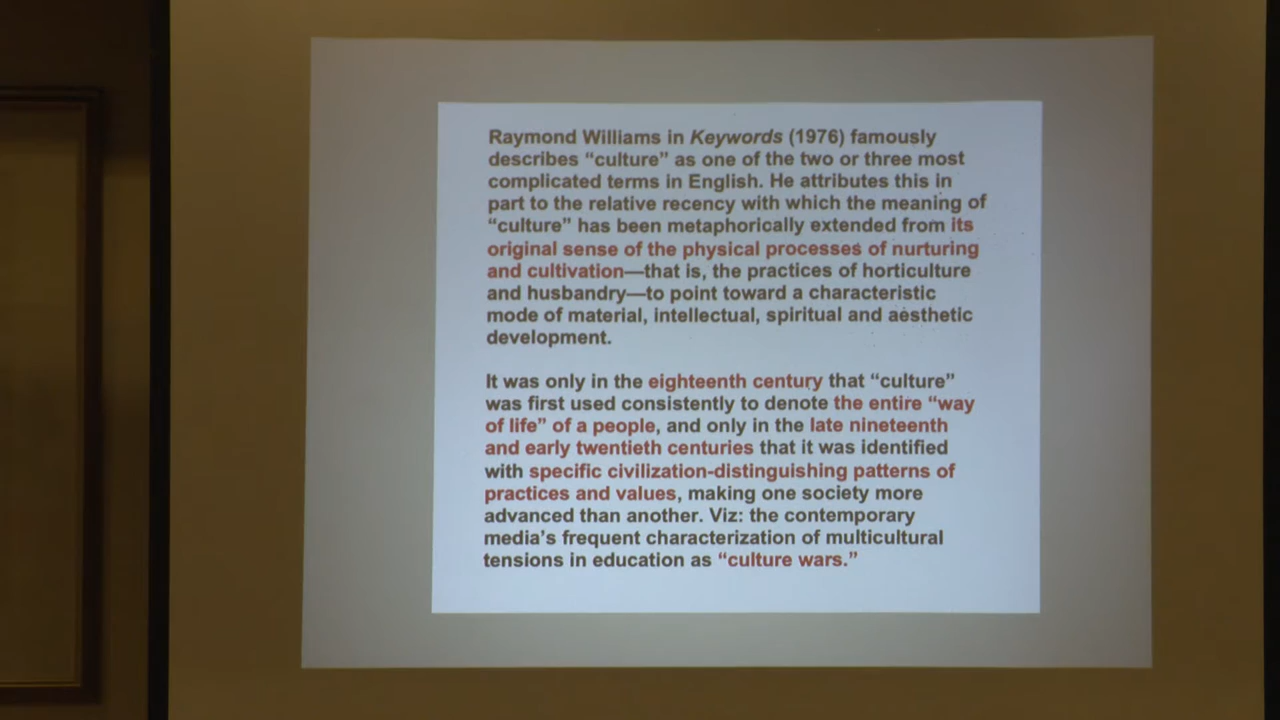 Raymond Williams in Keywords (1976) famously
describes “culture” as one of the two or three most
complicated terms in English. He attributes this in
part to the relative recency with which the meaning of
“culture” has been metaphorically extended from its
original sense of the physical processes of nurturing
and cultivation—that is, the practices of horticulture
and husbandry—to point toward a characteristic
mode of material, intellectual, spiritual and aesthetic
development.
It was only in the eighteenth century that “culture”
was first used consistently to denote the entire “way
of life” of a people, and only in the late nineteenth
and early twentieth centuries that it was identified
with specific civilization-distinguishing patterns of
practices and values, making one society more
advanced than another. Viz: the contemporary
media’s frequent characterization of multicultural
tensions in education as “culture wars.”